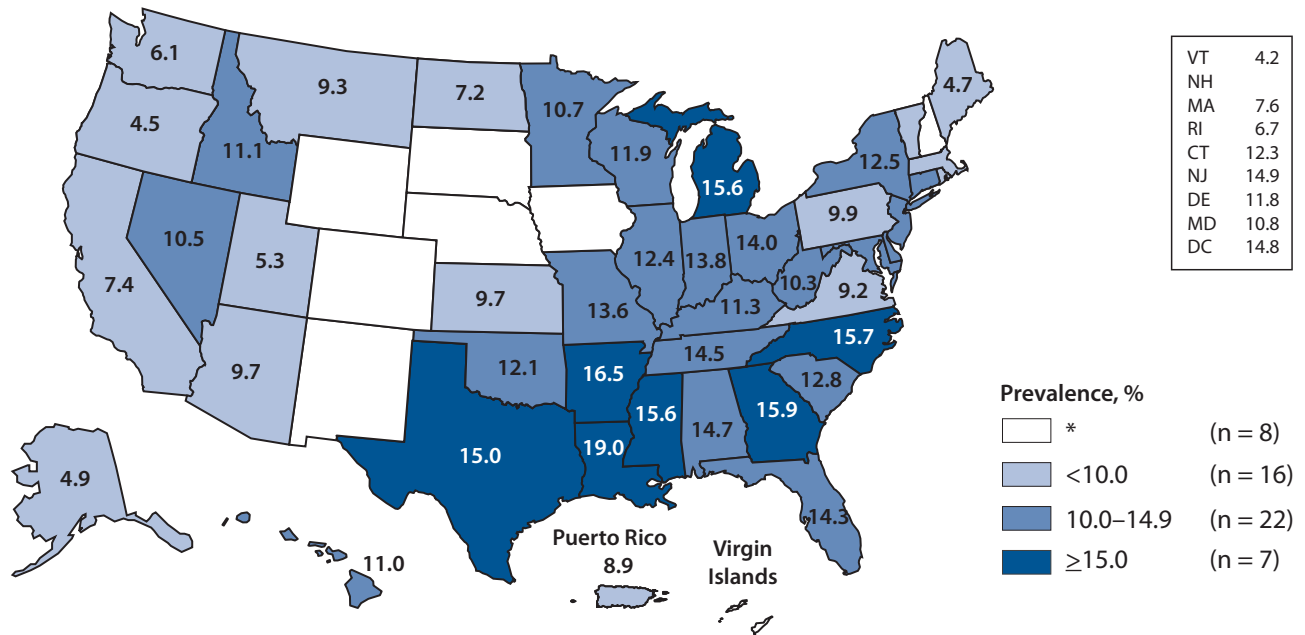 6.1
9.3
7.2
10.7
4.7
4.5
11.1
11.9
15.6
12.5
10.5
5.3
12.4
13.8
14.0
9.9
7.4
9.7
13.6
11.3
10.3
9.2
9.7
12.1
16.5
14.5
15.7
12.8
15.0
19.0
15.6
14.7
15.9
14.3
4.9
11.0
Puerto Rico
8.9
Virgin
Islands
VT 4.2
NH
MA 7.6
RI 6.7
CT 12.3
NJ 14.9
DE 11.8
MD 10.8
DC 14.8
Prevalence, %
* (n = 8)
<10.0 (n = 16)
10.0–14.9 (n = 22)
≥15.0 (n = 7)